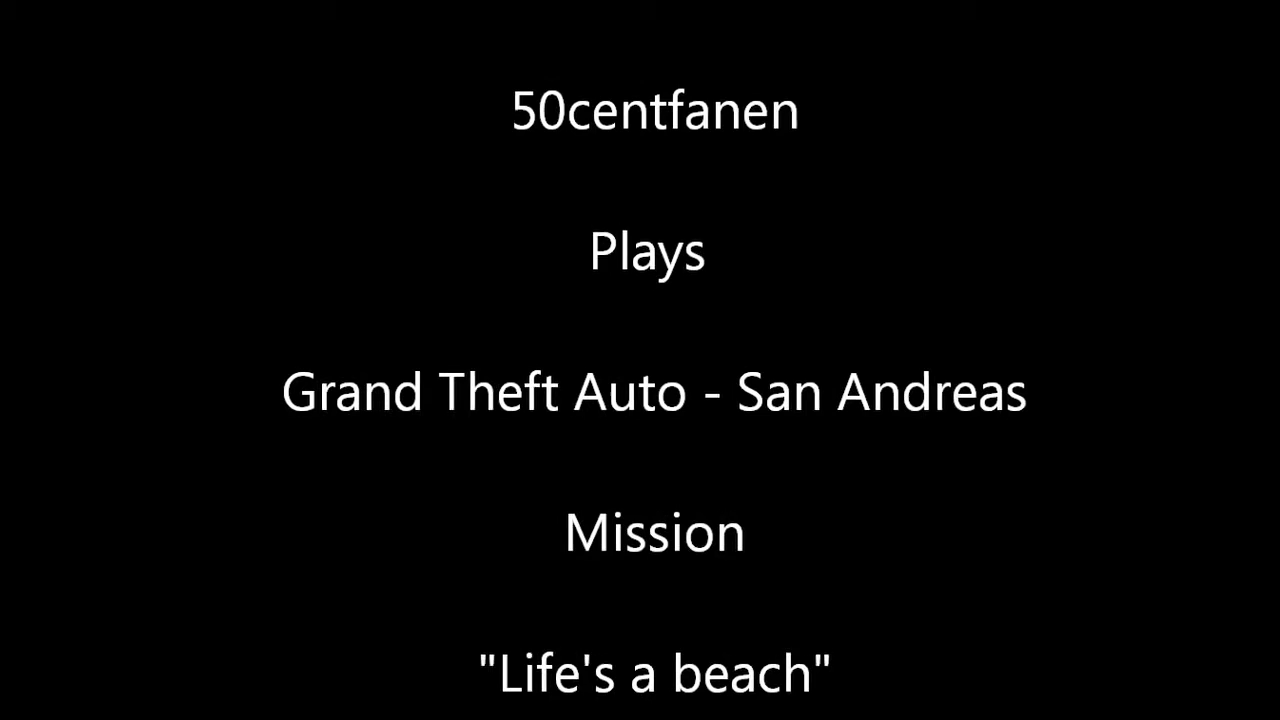 50centfanen
Plays
Grand Theft Auto - San Andreas
Mission
"Life's a beach"